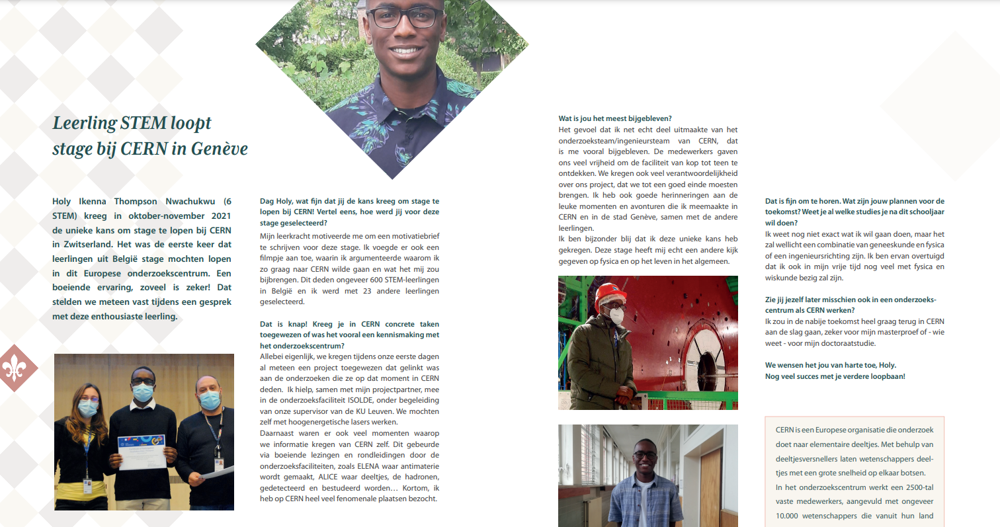 Leerling STEM loopt
stage bij CERN in Genève
Holy Ikenna Thompson Nwachukwu (6
STEM) kreeg in oktober-november 2021
de unieke kans om stage te lopen bij CERN
in Zwitserland. Het was de eerste keer dat
leerlingen uit België stage mochten lopen
in dit Europese onderzoekscentrum. Een
boeiende ervaring, zoveel is zeker! Dat
stelden we meteen vast tijdens een gesprek
met deze enthousiaste leerling.
Dag Holy, wat fijn dat jij de kans kreeg om stage te
lopen bij CERN! Vertel eens, hoe werd jij voor deze
stage geselecteerd?
Mijn leerkracht motiveerde me om een motivatiebrief
te schrijven voor deze stage. Ik voegde er ook een
filmpje aan toe, waarin ik argumenteerde waarom ik
zo graag naar CERN wilde gaan en wat het mij zou
bijbrengen. Dit deden ongeveer 600 STEM-leerlingen
in België en ik werd met 23 andere leerlingen
geselecteerd.
Dat is knap! Kreeg je in CERN concrete taken
toegewezen of was het vooral een kennismaking met
het onderzoekscentrum?
Allebei eigenlijk, we kregen tijdens onze eerste dagen
al meteen een project toegewezen dat gelinkt was
aan de onderzoeken die ze op dat moment in CERN
deden. Ik hielp, samen met mijn projectpartner, mee
in de onderzoeksfaciliteit ISOLDE, onder begeleiding
van onze supervisor van de KU Leuven. We mochten
zelf met hoogenergetische lasers werken.
Daarnaast waren er ook veel momenten waarop
we informatie kregen van CERN zelf. Dit gebeurde
via boeiende lezingen en rondleidingen door de
onderzoeksfaciliteiten, zoals ELENA waar antimaterie
wordt gemaakt, ALICE waar deeltjes, de hadronen,
gedetecteerd en bestudeerd worden… Kortom, ik
heb op CERN heel veel fenomenale plaatsen bezocht.
Wat is jou het meest bijgebleven?
Het gevoel dat ik net echt deel uitmaakte van het
onderzoeksteam/ingenieursteam van CERN, dat
is me vooral bijgebleven. De medewerkers gaven
ons veel vrijheid om de faciliteit van kop tot teen te
ontdekken. We kregen ook veel verantwoordelijkheid
over ons project, dat we tot een goed einde moesten
brengen. Ik heb ook goede herinneringen aan de
leuke momenten en avonturen die ik meemaakte in
CERN en in de stad Genève, samen met de andere
leerlingen.
Ik ben bijzonder blij dat ik deze unieke kans heb
gekregen. Deze stage heeft mij echt een andere kijk
gegeven op fysica en op het leven in het algemeen.
Dat is fijn om te horen. Wat zijn jouw plannen voor de
toekomst? Weet je al welke studies je na dit schooljaar
wil doen?
Ik weet nog niet exact wat ik wil gaan doen, maar het
zal wellicht een combinatie van geneeskunde en fysica
of een ingenieursrichting zijn. Ik ben ervan overtuigd
dat ik ook in mijn vrije tijd nog veel met fysica en
wiskunde bezig zal zijn.
Zie jij jezelf later misschien ook in een onderzoeks-
centrum als CERN werken?
Ik zou in de nabije toekomst heel graag terug in CERN
aan de slag gaan, zeker voor mijn masterproef of - wie
weet - voor mijn doctoraatstudie.
We wensen het jou van harte toe, Holy.
Nog veel succes met je verdere loopbaan!
CERN is een Europese organisatie die onderzoek
doet naar elementaire deeltjes. Met behulp van
deeltjesversnellers laten wetenschappers deel-
tjes met een grote snelheid op elkaar botsen.
In het onderzoekscentrum werkt een 2500-tal
vaste medewerkers, aangevuld met ongeveer
10.000 wetenschappers die vanuit hun land